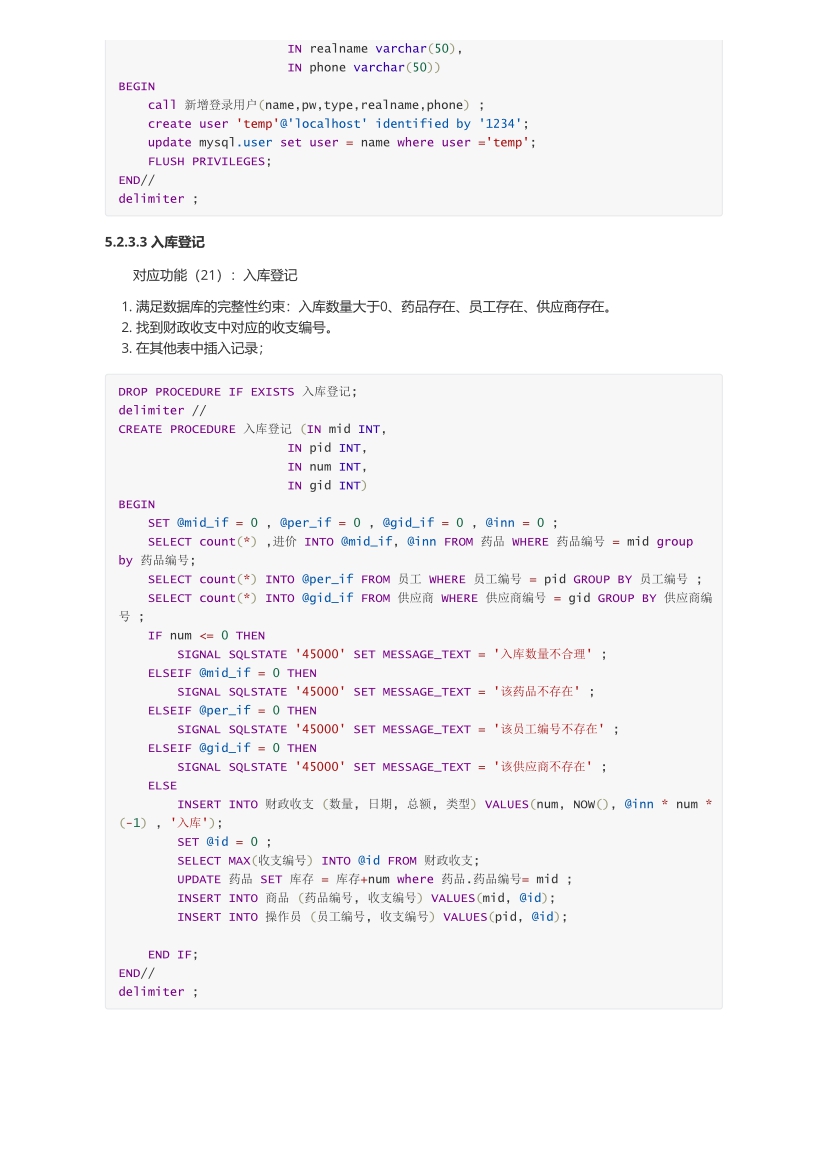 IN realname varchar(50),
IN phone varchar(50))
BEGIN
call 新增登录用户(name,pw,type,realname,phone) ;
create user 'temp'@'localhost' identified by '1234';
update mysql.user set user = name where user ='temp';
FLUSH PRIVILEGES;
END//
delimiter ;
5.2.3.3 入库登记
对应功能（21）：入库登记
1. 满足数据库的完整性约束：入库数量大于0、药品存在、员工存在、供应商存在。
2. 找到财政收支中对应的收支编号。
3. 在其他表中插入记录；
DROP PROCEDURE IF EXISTS 入库登记;
delimiter //
CREATE PROCEDURE 入库登记 (IN mid INT,
IN pid INT,
IN num INT,
IN gid INT)
BEGIN
SET @mid_if = 0 , @per_if = 0 , @gid_if = 0 , @inn = 0 ;
SELECT count(*) ,进价 INTO @mid_if, @inn FROM 药品 WHERE 药品编号 = mid group
by 药品编号;
SELECT count(*) INTO @per_if FROM 员工 WHERE 员工编号 = pid GROUP BY 员工编号 ;
SELECT count(*) INTO @gid_if FROM 供应商 WHERE 供应商编号 = gid GROUP BY 供应商编
号 ;
IF num <= 0 THEN
SIGNAL SQLSTATE '45000' SET MESSAGE_TEXT = '入库数量不合理' ;
ELSEIF @mid_if = 0 THEN
SIGNAL SQLSTATE '45000' SET MESSAGE_TEXT = '该药品不存在' ;
ELSEIF @per_if = 0 THEN
SIGNAL SQLSTATE '45000' SET MESSAGE_TEXT = '该员工编号不存在' ;
ELSEIF @gid_if = 0 THEN
SIGNAL SQLSTATE '45000' SET MESSAGE_TEXT = '该供应商不存在' ;
ELSE
INSERT INTO 财政收支 (数量, 日期, 总额, 类型) VALUES(num, NOW(), @inn * num *
(-1) , '入库');
SET @id = 0 ;
SELECT MAX(收支编号) INTO @id FROM 财政收支;
UPDATE 药品 SET 库存 = 库存+num where 药品.药品编号= mid ;
INSERT INTO 商品 (药品编号, 收支编号) VALUES(mid, @id);
INSERT INTO 操作员 (员工编号, 收支编号) VALUES(pid, @id);
END IF;
END//
delimiter ;